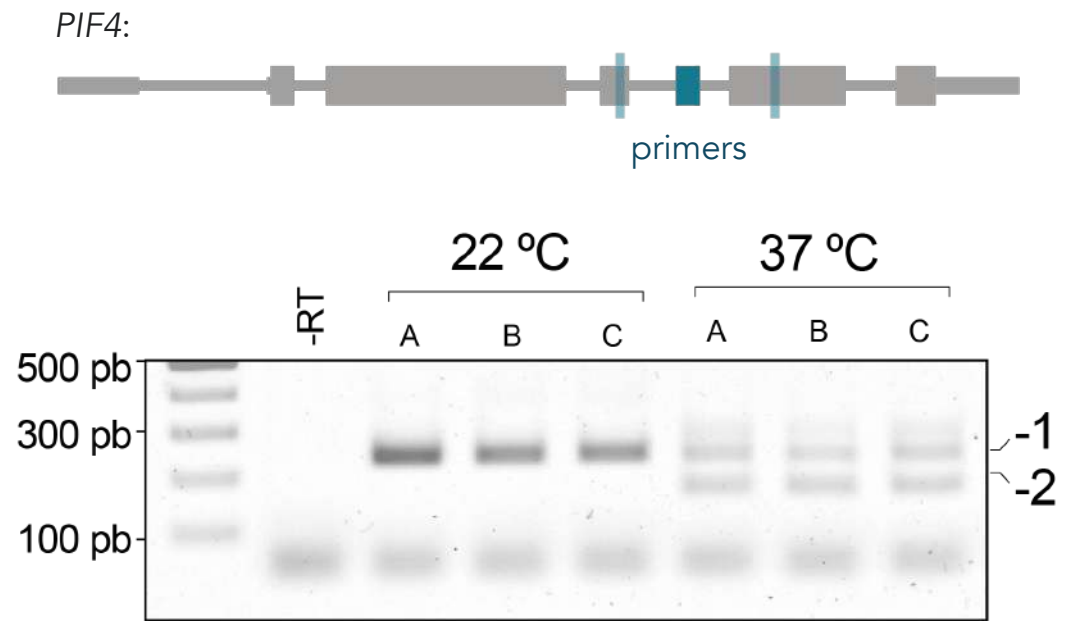 PIF4:
primers
22 ºC 37 ºC
-RT A B C A B C
500 pb
300 pb
-1
-2
100 pb